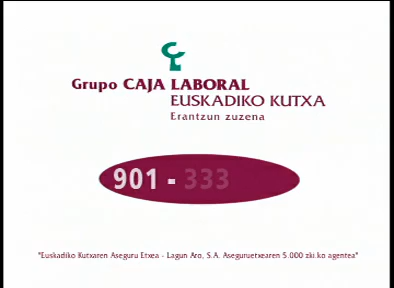 Grupo CAJA LABORAL
EUSKADIKO KUTXA
Erantzun zuzena
901 - 333
"Euskadiko Kutxaren Aseguru Etxea - Lagun Aro, S.A. Aseguruetxearen 5.000 zki.ko agentea"